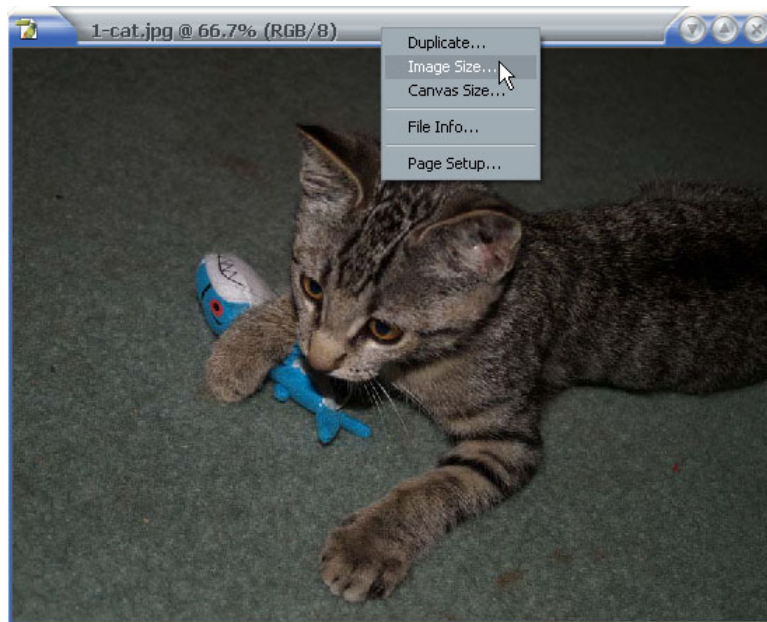 1-cat.jpg @ 66.7% (RGB/8)
Duplicate...
Image Size...
Canvas Size...
File Info...
Page Setup...